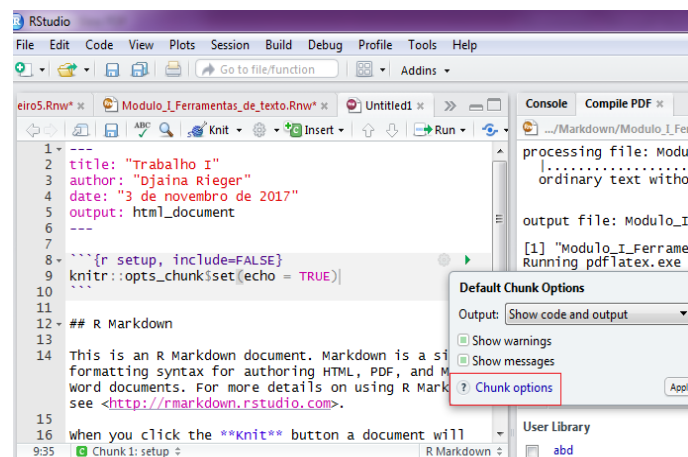 RStudio
File Edit Code View Plots Session Build Debug Profile Tools Help
Go to file/function Addins
eiro5.Rnw* Modulo_I_Ferramentas_de_texto.Rnw* Untitled1
ABC Knit Insert Run
1 ---
2 title: "Trabalho I"
3 author: "Djaina Rieger"
4 date: "3 de novembro de 2017"
5 output: html_document
6 ---
7
8 ```{r setup, include=FALSE}
9 knitr::opts_chunk$set(echo = TRUE)
10 ```
11
12 ## R Markdown
13
14 This is an R Markdown document. Markdown is a si
formatting syntax for authoring HTML, PDF, and M
Word documents. For more details on using R Mark
see <http://rmarkdown.rstudio.com>.
15
16 When you click the **Knit** button a document will
9:35 Chunk 1: setup R Markdown
Console Compile PDF
.../Markdown/Modulo_I_Fer
processing file: Modu
|..................
ordinary text witho
output file: Modulo_I
[1] "Modulo_I_Ferrame
Running pdflatex.exe
Default Chunk Options
Output: Show code and output
Show warnings
Show messages
? Chunk options
Appl
User Library
abd